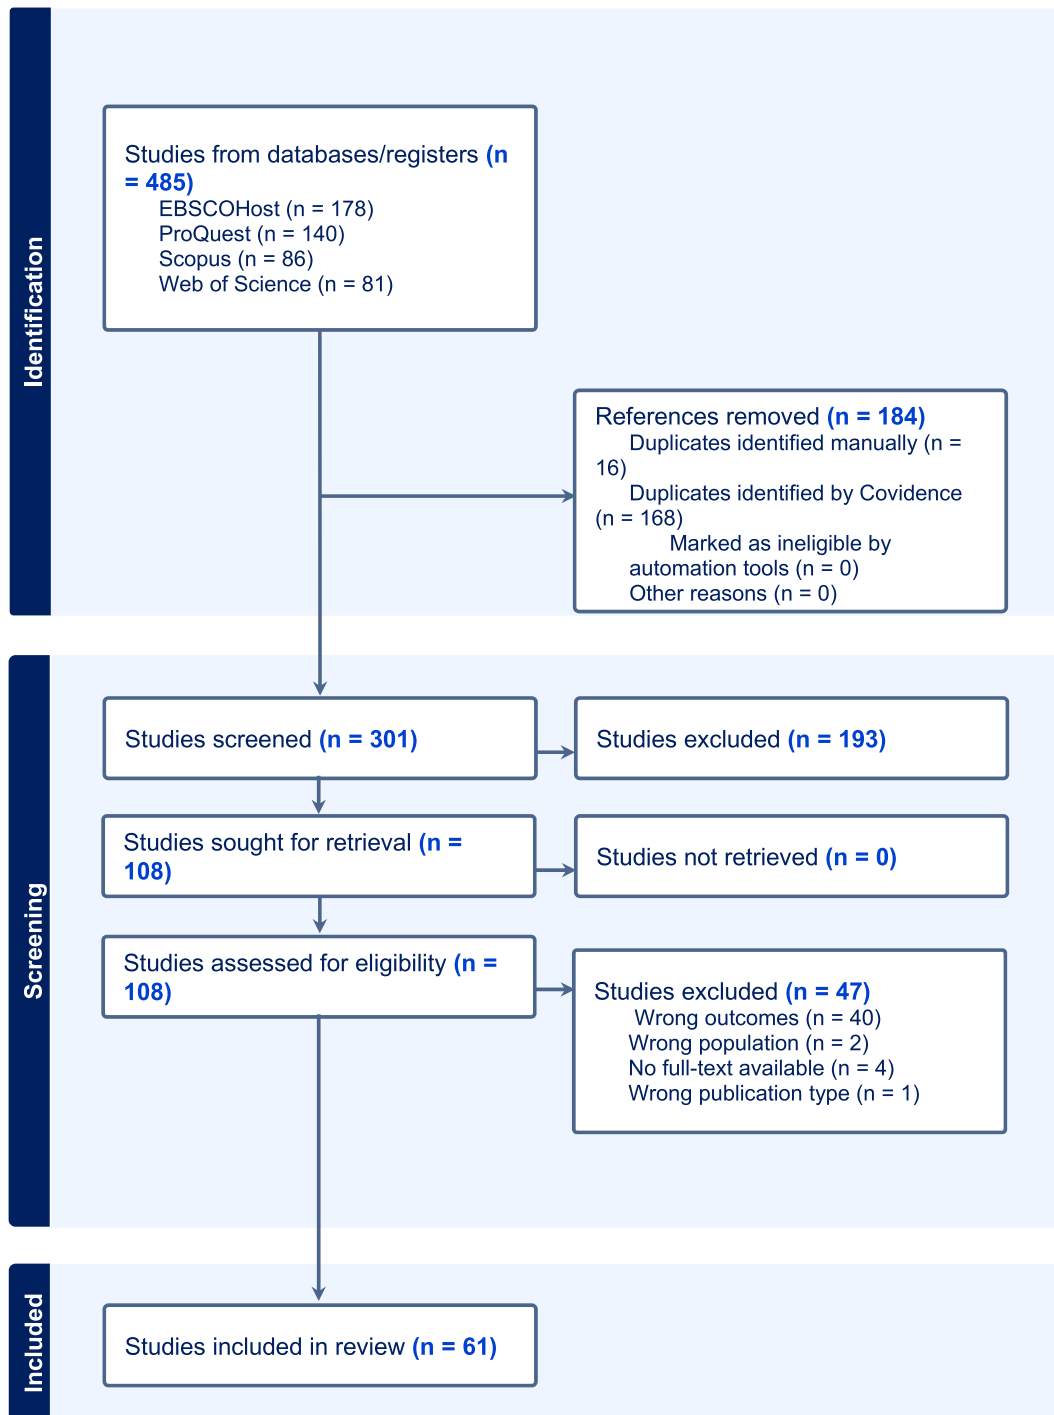 Identification
Studies from databases/registers (n
= 485)
EBSCOHost (n = 178)
ProQuest (n = 140)
Scopus (n = 86)
Web of Science (n = 81)
References removed (n = 184)
Duplicates identified manually (n =
16)
Duplicates identified by Covidence
(n = 168)
Marked as ineligible by
automation tools (n = 0)
Other reasons (n = 0)
Screening
Studies screened (n = 301)
Studies excluded (n = 193)
Studies sought for retrieval (n =
108)
Studies not retrieved (n = 0)
Studies assessed for eligibility (n =
108)
Studies excluded (n = 47)
Wrong outcomes (n = 40)
Wrong population (n = 2)
No full-text available (n = 4)
Wrong publication type (n = 1)
Included
Studies included in review (n = 61)